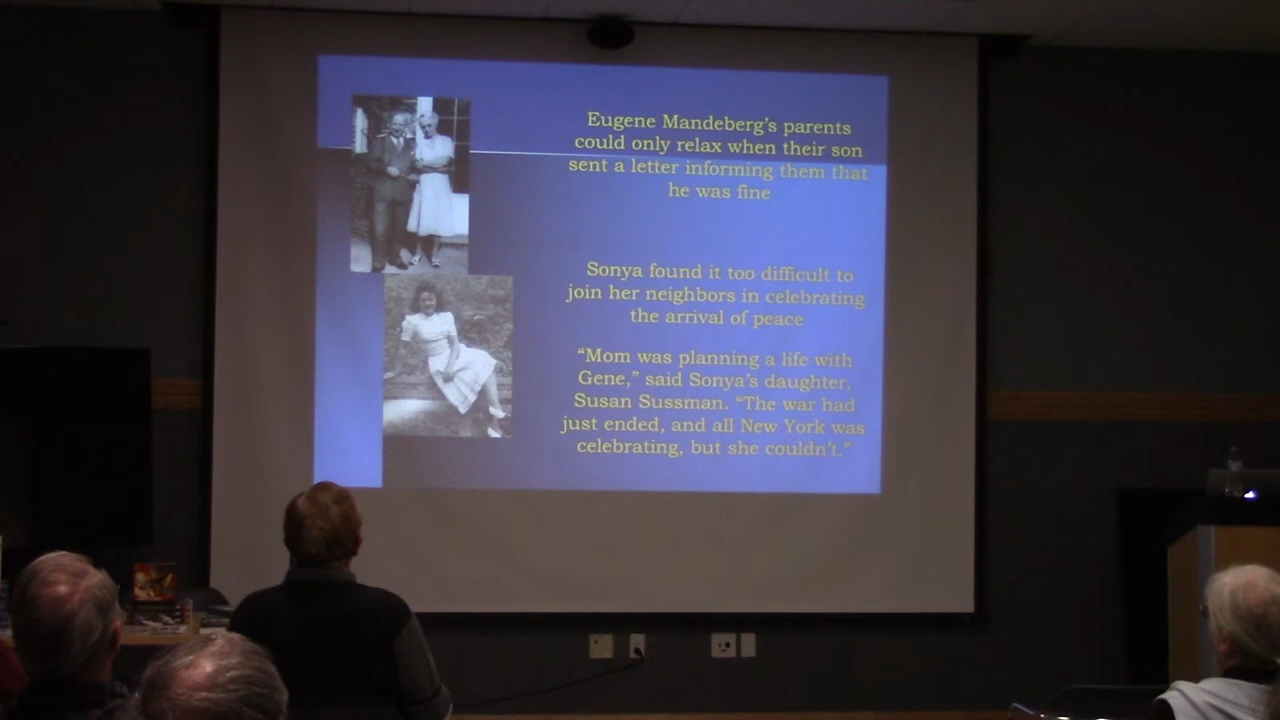 Eugene Mandeberg's parents
could only relax when their son
sent a letter informing them that
he was fine
Sonya found it too difficult to
join her neighbors in celebrating
the arrival of peace
"Mom was planning a life with
Gene," said Sonya's daughter,
Susan Sussman. "The war had
just ended, and all New York was
celebrating, but she couldn't."